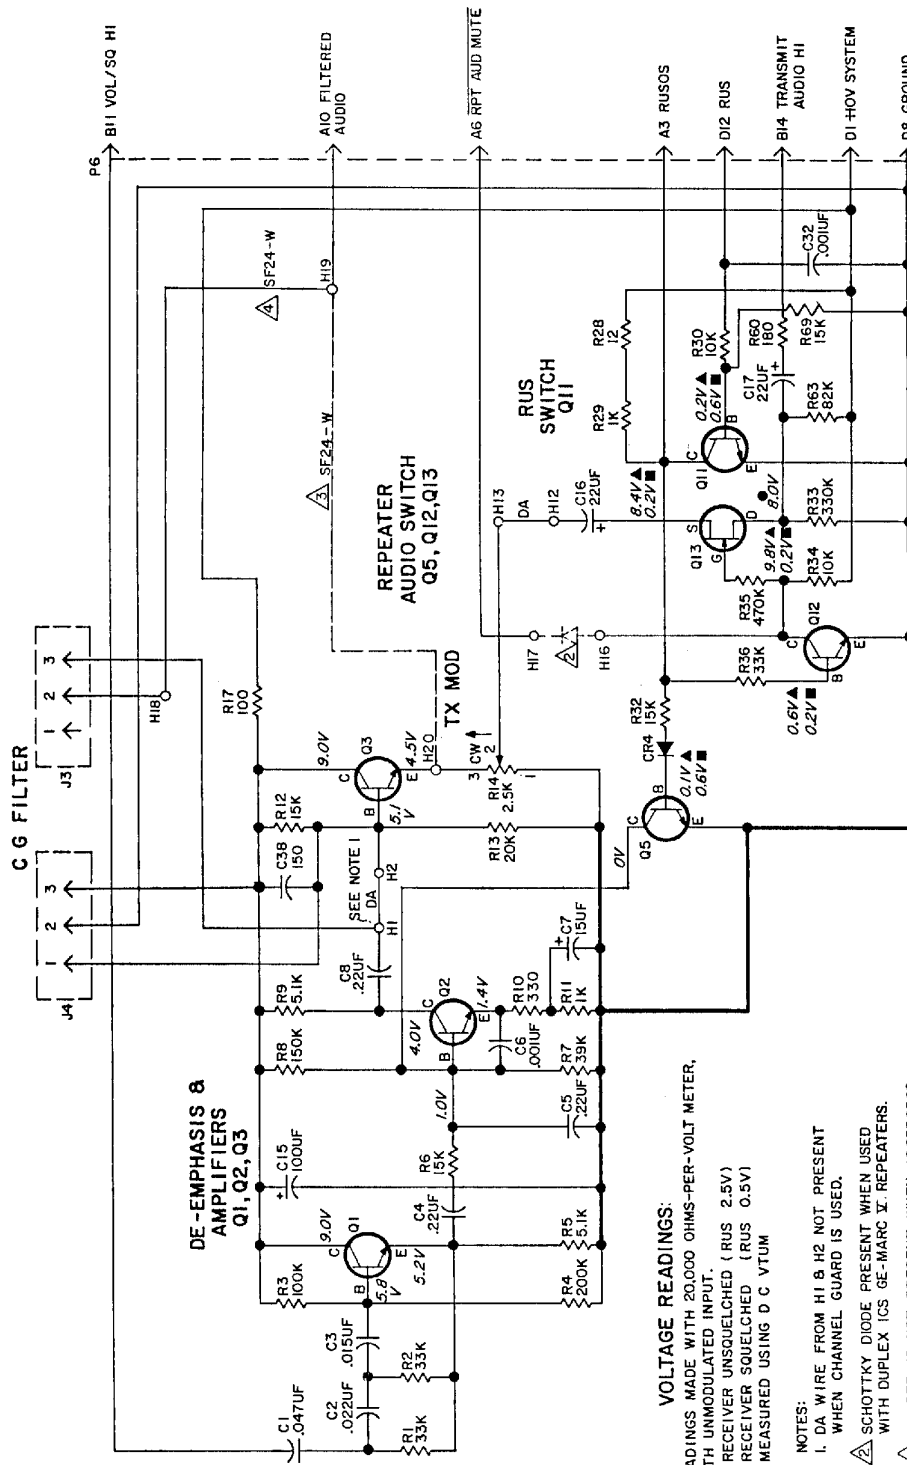 C G FILTER
J4
1
2
3
J3
1
2
3
P6
B11 VOL/SQ HI
A10 FILTERED
AUDIO
A6 RPT AUD MUTE
A3 RUSOS
D12 RUS
B14 TRANSMIT
AUDIO HI
D1 +10V SYSTEM
D8 GROUND
H18
4
SF24-W
H19
3
SF24-W
DE-EMPHASIS &
AMPLIFIERS
Q1, Q2, Q3
REPEATER
AUDIO SWITCH
Q5, Q12, Q13
RUS
SWITCH
Q11
R17
100
C1
.047UF
C2
.022UF
C3
.015UF
R1
33K
R2
33K
R3
100K
R4
200K
R5
5.1K
Q1
C
B
E
9.0V
5.8
V
5.2V
C15
100UF
+
C4
.22UF
R6
15K
1.0V
C5
.22UF
R7
39K
R8
150K
R9
5.1K
C8
.22UF
Q2
C
B
E
4.0V
1.4V
C6
.001UF
R10
330
R11
1K
C7
15UF
+
H1
DA
H2
SEE NOTE 1
C38
150
R12
15K
R13
20K
Q3
C
B
E
9.0V
5.1
V
4.5V
H20
TX MOD
R14
2.5K
3 CW
2
1
H13
DA
H12
C16
22UF
+
H17
2
H16
Q5
C
B
E
0V
0.1V▲
0.6V■
CR4
R32
15K
R36
33K
Q12
C
B
E
0.6V▲
0.2V■
R35
470K
R34
10K
9.8V▲
0.2V■
Q13
S
G
D
8.0V
R33
330K
8.4V▲
0.2V■
Q11
C
B
E
0.2V▲
0.6V■
R29
1K
R28
12
R30
10K
C17
22UF
+
R60
180
R63
82K
R69
15K
C32
.001UF
VOLTAGE READINGS:
ADINGS MADE WITH 20,000 OHMS-PER-VOLT METER,
TH UNMODULATED INPUT.
RECEIVER UNSQUELCHED (RUS 2.5V)
RECEIVER SQUELCHED (RUS 0.5V)
MEASURED USING D C VTUM
NOTES:
1. DA WIRE FROM H1 & H2 NOT PRESENT
WHEN CHANNEL GUARD IS USED.
2 SCHOTTKY DIODE PRESENT WHEN USED
WITH DUPLEX ICS GE-MARC V REPEATERS.